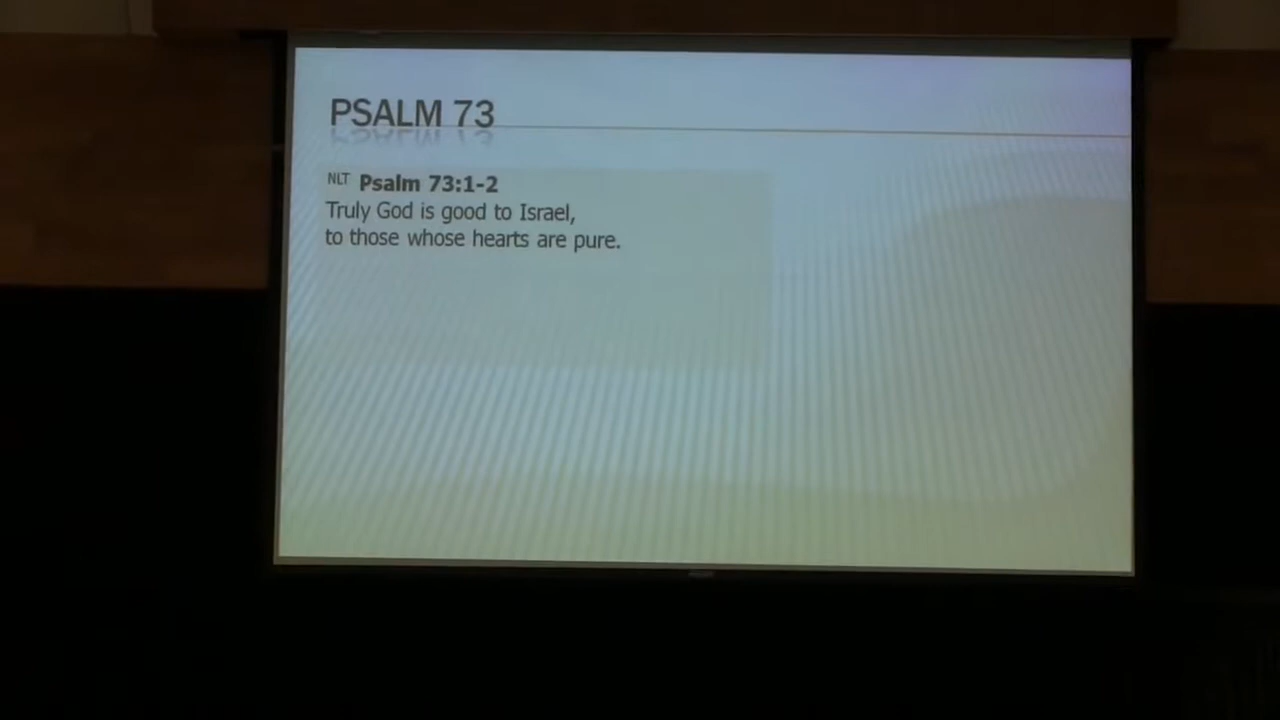 PSALM 73
NLT Psalm 73:1-2
Truly God is good to Israel,
to those whose hearts are pure.